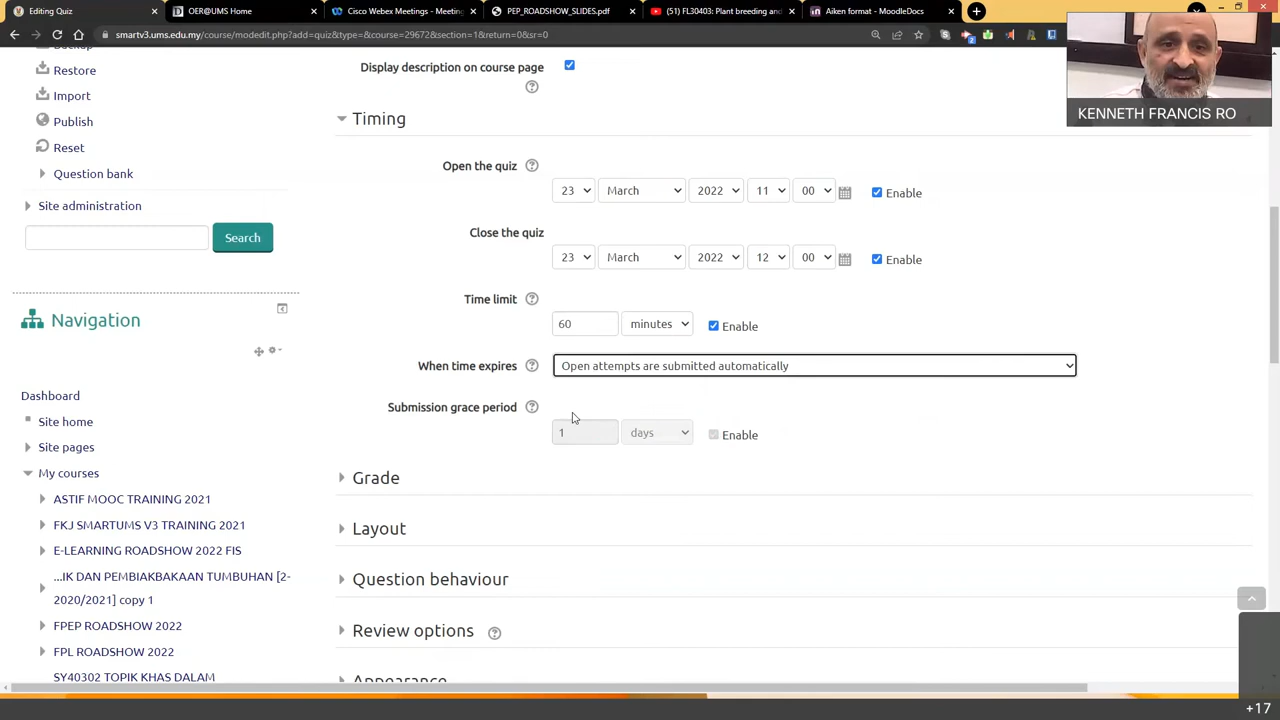 Editing Quiz
OER@UMS Home
Cisco Webex Meetings - Meeting
PEP_ROADSHOW_SLIDES.pdf
(51) FL30403: Plant breeding and
Aiken format - MoodleDocs
smartv3.ums.edu.my/course/modedit.php?add=quiz&type=&course=29672&section=1&return=0&sr=0
Backup
Restore
Import
Publish
Reset
Question bank
Site administration
Search
Navigation
Dashboard
Site home
Site pages
My courses
ASTIF MOOC TRAINING 2021
FKJ SMARTUMS V3 TRAINING 2021
E-LEARNING ROADSHOW 2022 FIS
...IK DAN PEMBIAKBAKAAN TUMBUHAN [2-
2020/2021] copy 1
FPEP ROADSHOW 2022
FPL ROADSHOW 2022
SY40302 TOPIK KHAS DALAM
Display description on course page
Timing
Open the quiz
23 March 2022 11 00 Enable
Close the quiz
23 March 2022 12 00 Enable
Time limit
60 minutes Enable
When time expires Open attempts are submitted automatically
Submission grace period
1 days Enable
Grade
Layout
Question behaviour
Review options
Appearance
KENNETH FRANCIS RO
+17